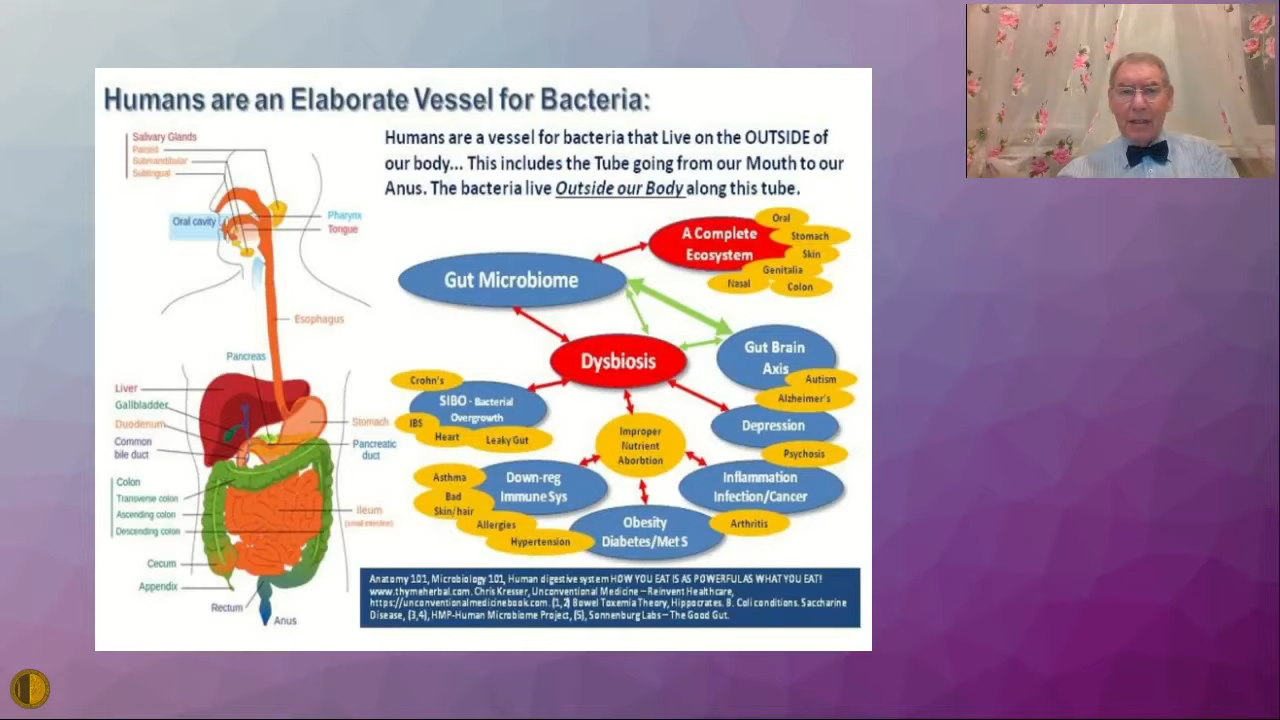 Humans are an Elaborate Vessel for Bacteria:
Humans are a vessel for bacteria that Live on the OUTSIDE of
our body... This includes the Tube going from our Mouth to our
Anus. The bacteria live Outside our Body along this tube.
Salivary Glands
Parotid
Submandibular
Sublingual
Oral cavity
Pharynx
Tongue
Esophagus
Pancreas
Liver
Gallbladder
Duodenum
Common
bile duct
Stomach
Pancreatic
duct
Colon
Transverse colon
Ascending colon
Descending colon
Ileum
(small intestine)
Cecum
Appendix
Rectum
Anus
Gut Microbiome
A Complete
Ecosystem
Oral
Stomach
Skin
Genitalia
Nasal
Colon
Dysbiosis
Gut Brain
Axis
Autism
Alzheimer's
Crohn's
SIBO - Bacterial
Overgrowth
IBS
Heart
Leaky Gut
Depression
Psychosis
Improper
Nutrient
Aborbtion
Asthma
Down-reg
Immune Sys
Bad
Skin/hair
Allergies
Hypertension
Inflammation
Infection/Cancer
Arthritis
Obesity
Diabetes/Met S
Anatomy 101, Microbiology 101, Human digestive system HOW YOU EAT IS AS POWERFUL AS WHAT YOU EAT!
www.thymeherbal.com. Chris Kresser, Unconventional Medicine – Reinvent Healthcare,
https://unconventionalmedicinebook.com. (1,2) Bowel Toxemia Theory, Hippocrates. B. Coli conditions. Saccharine
Disease, (3,4), HMP-Human Microbiome Project, (5), Sonnenburg Labs – The Good Gut.